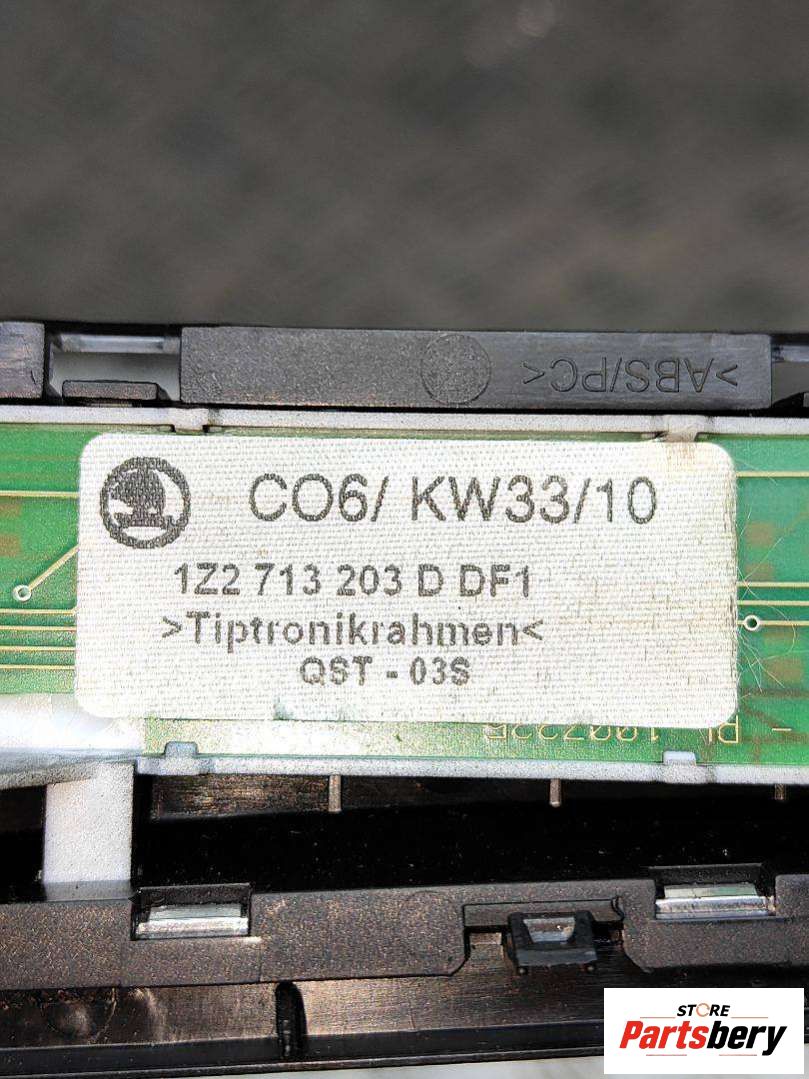 >ABS/PC<
CO6/ KW33/10
1Z2 713 203 D DF1
>Tiptronikrahmen<
QST - 03S
STORE
Partsbery